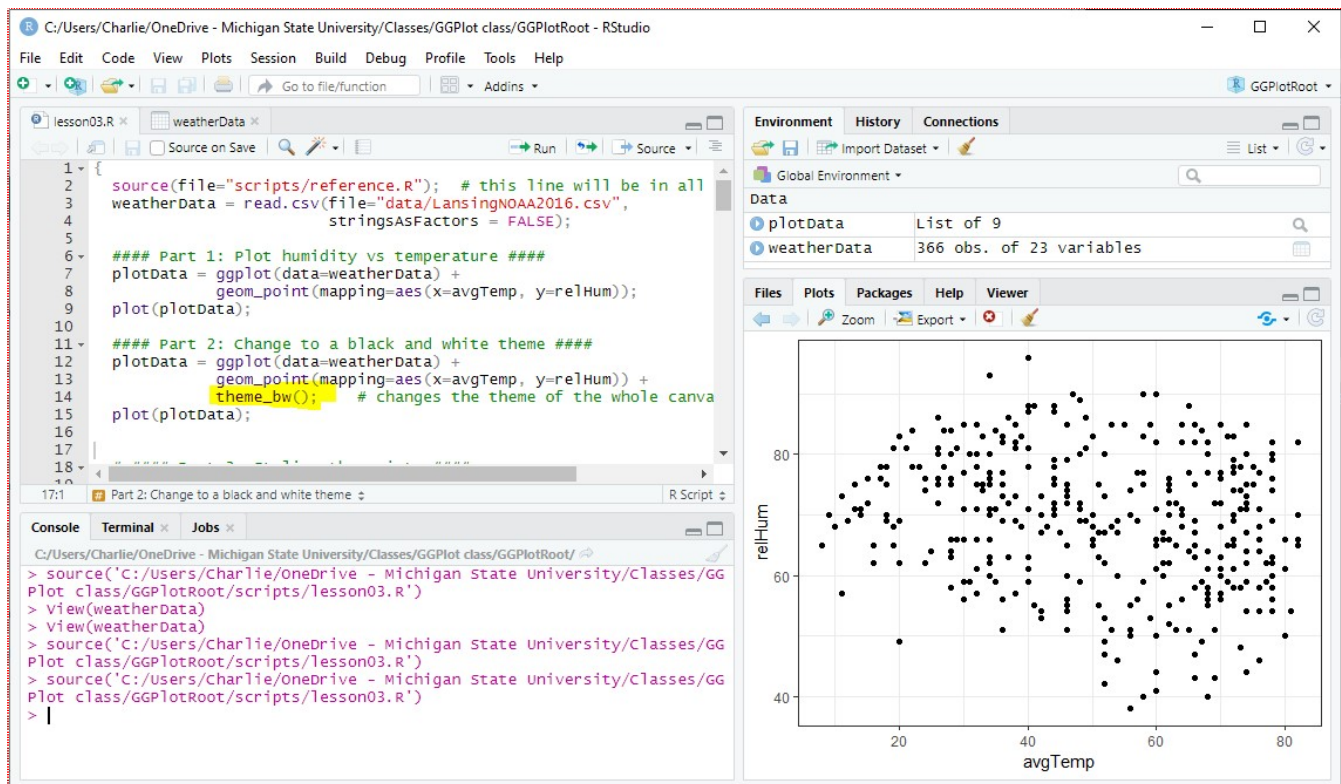 C:/Users/Charlie/OneDrive - Michigan State University/Classes/GGPlot class/GGPlotRoot - RStudio
File Edit Code View Plots Session Build Debug Profile Tools Help
Go to file/function Addins GGPlotRoot
lesson03.R weatherData
Source on Save Run Source
1 {
2 source(file="scripts/reference.R"); # this line will be in all
3 weatherData = read.csv(file="data/LansingNOAA2016.csv",
4 stringsAsFactors = FALSE);
5
6 #### Part 1: Plot humidity vs temperature ####
7 plotData = ggplot(data=weatherData) +
8 geom_point(mapping=aes(x=avgTemp, y=relHum));
9 plot(plotData);
10
11 #### Part 2: Change to a black and white theme ####
12 plotData = ggplot(data=weatherData) +
13 geom_point(mapping=aes(x=avgTemp, y=relHum)) +
14 theme_bw(); # changes the theme of the whole canva
15 plot(plotData);
16
17
18
17:1 Part 2: Change to a black and white theme R Script
Console Terminal Jobs
C:/Users/Charlie/OneDrive - Michigan State University/Classes/GGPlot class/GGPlotRoot/
> source('C:/Users/Charlie/OneDrive - Michigan State University/Classes/GG
Plot class/GGPlotRoot/scripts/lesson03.R')
> View(weatherData)
> View(weatherData)
> source('C:/Users/Charlie/OneDrive - Michigan State University/Classes/GG
Plot class/GGPlotRoot/scripts/lesson03.R')
> source('C:/Users/Charlie/OneDrive - Michigan State University/Classes/GG
Plot class/GGPlotRoot/scripts/lesson03.R')
>
Environment History Connections
Import Dataset List
Global Environment
Data
plotData List of 9
weatherData 366 obs. of 23 variables
Files Plots Packages Help Viewer
Zoom Export
relHum
80
60
40
20 40 60 80
avgTemp